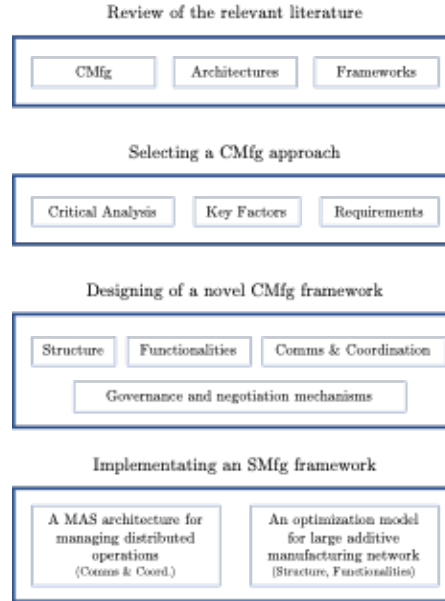 Review of the relevant literature
CMfg Architectures Frameworks
Selecting a CMfg approach
Critical Analysis Key Factors Requirements
Designing of a novel CMfg framework
Structure Functionalities Comms & Coordination
Governance and negotiation mechanisms
Implementating an SMfg framework
A MAS architecture for
managing distributed
operations
(Comms & Coord.)
An optimization model
for large additive
manufacturing network
(Structure, Functionalities)